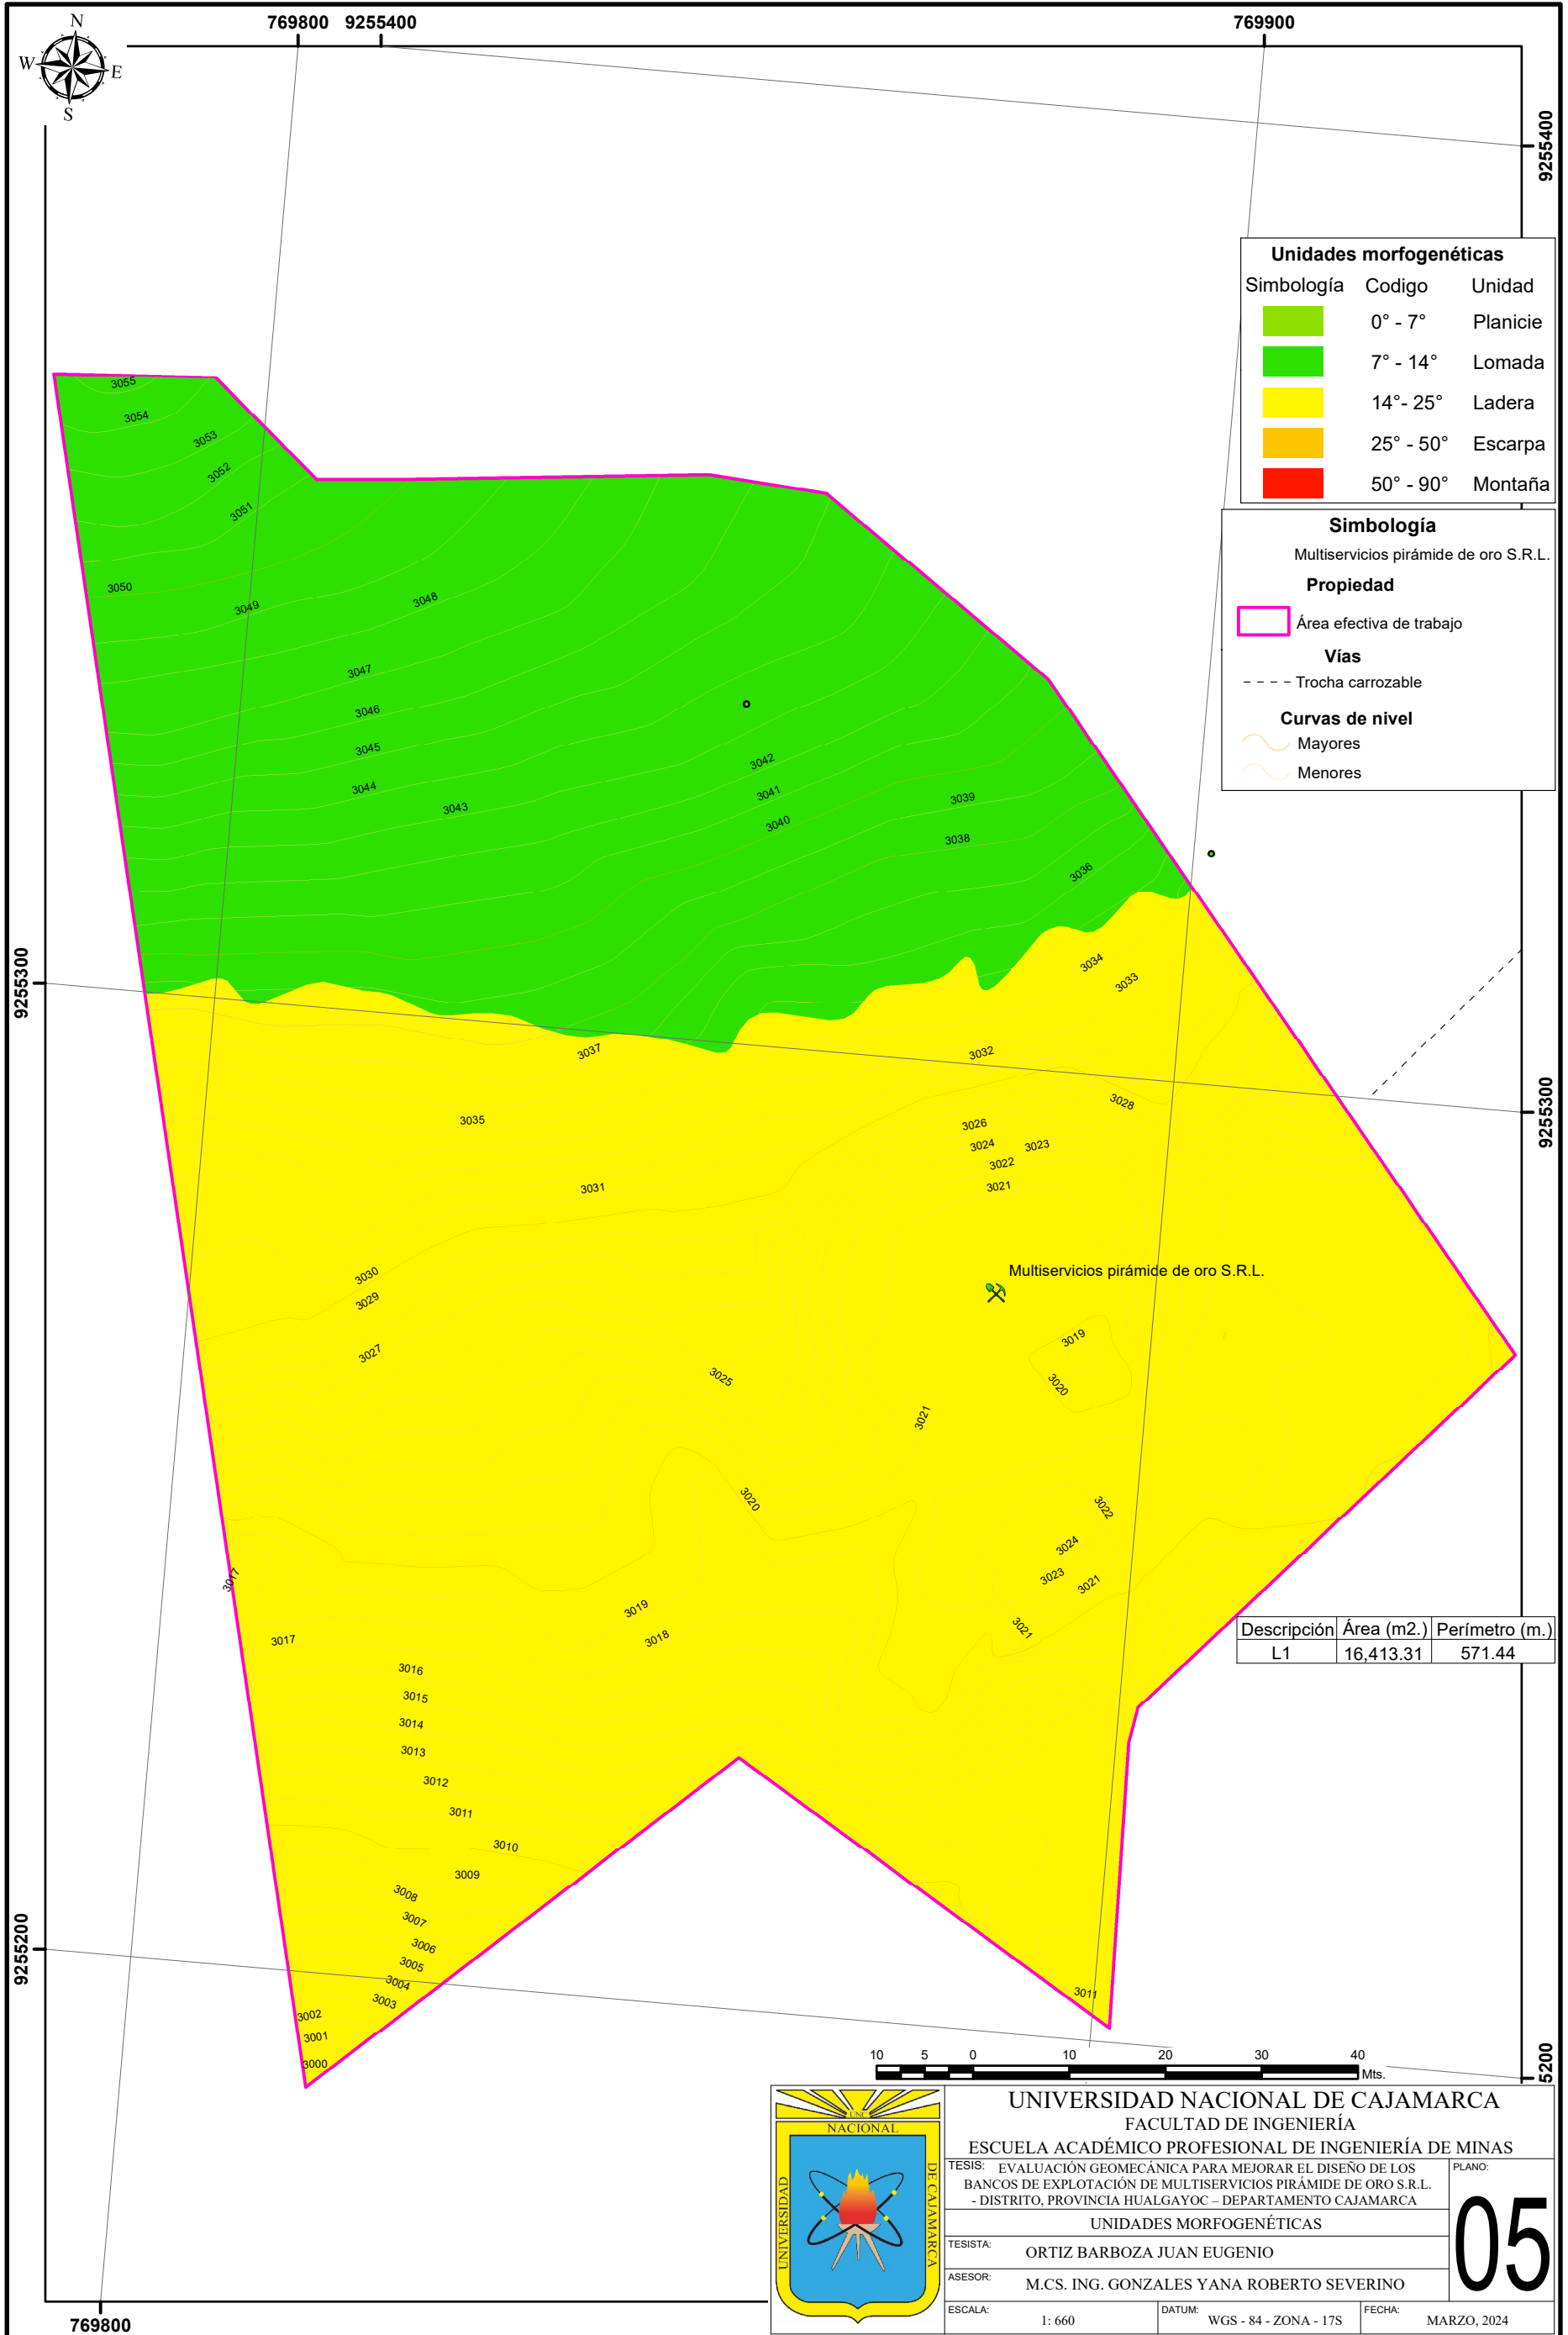 769800 9255400 769900
N
W E
S
9255400
Unidades morfogenéticas
Simbología Codigo Unidad
0° - 7° Planicie
7° - 14° Lomada
14°- 25° Ladera
25° - 50° Escarpa
50° - 90° Montaña
Simbología
Multiservicios pirámide de oro S.R.L.
Propiedad
Área efectiva de trabajo
Vías
Trocha carrozable
Curvas de nivel
Mayores
Menores
3055
3054
3053
3052
3051
3050
3049
3048
3047
3046
3045
3044
3043
3042
3041
3040
3039
3038
3036
9255300
3034
3033
3037
3032
3035
3028
9255300
3026
3024 3023
3022
3021
3031
Multiservicios pirámide de oro S.R.L.
3030
3029
3027
3025
3019
3020
3021
3020
3022
3024
3023
3021
3021
3017
3019
3018
3017
3016
3015
3014
3013
3012
3011
3010
3009
3008
3007
3006
3005
3004
3003
3002
3001
3000
3011
Descripción Área (m2.) Perímetro (m.)
L1 16,413.31 571.44
9255200
10 5 0 10 20 30 40
Mts.
5200
UNC
NACIONAL
UNIVERSIDAD
DE CAJAMARCA
UNIVERSIDAD NACIONAL DE CAJAMARCA
FACULTAD DE INGENIERÍA
ESCUELA ACADÉMICO PROFESIONAL DE INGENIERÍA DE MINAS
TESIS: EVALUACIÓN GEOMECÁNICA PARA MEJORAR EL DISEÑO DE LOS
BANCOS DE EXPLOTACIÓN DE MULTISERVICIOS PIRÁMIDE DE ORO S.R.L.
- DISTRITO, PROVINCIA HUALGAYOC – DEPARTAMENTO CAJAMARCA
PLANO:
05
UNIDADES MORFOGENÉTICAS
TESISTA: ORTIZ BARBOZA JUAN EUGENIO
ASESOR: M.CS. ING. GONZALES YANA ROBERTO SEVERINO
ESCALA: 1: 660 DATUM: WGS - 84 - ZONA - 17S FECHA: MARZO, 2024
769800